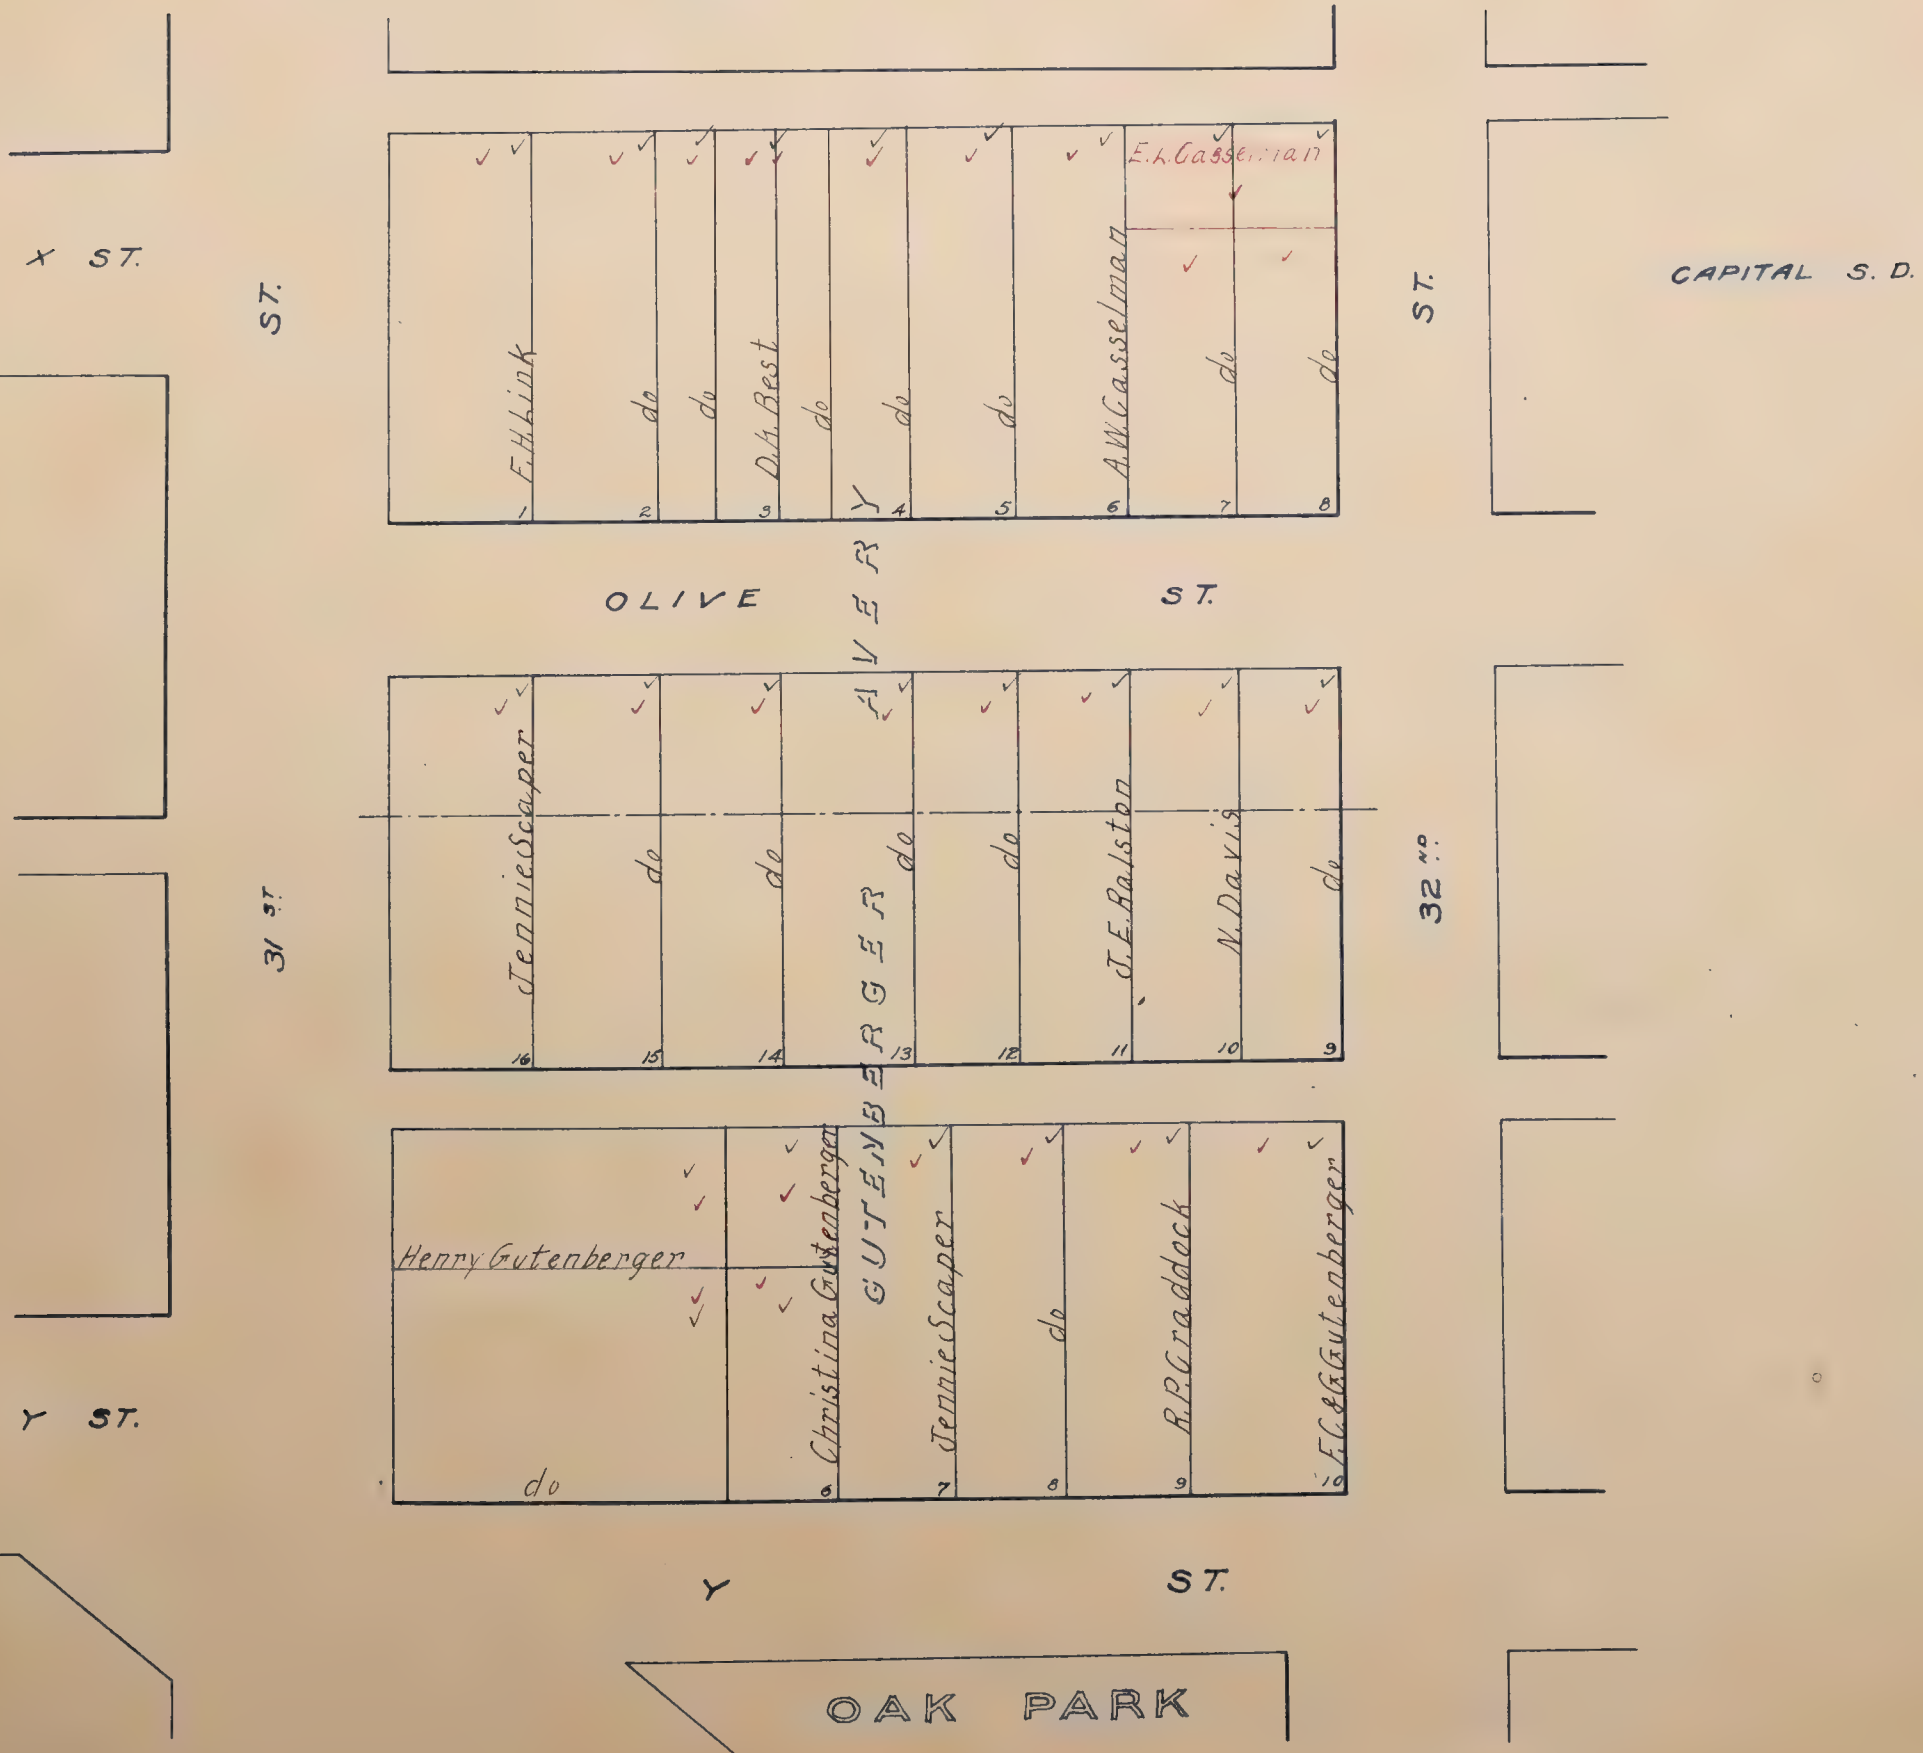 E.L. Casselman
X ST.
ST.
ST.
CAPITAL S. D.
F. H. Link
do
do
D. H. Best
do
do
do
A. W. Casselman
do
do
1
2
3
4
5
6
7
8
OLIVE ST.
GUTENBERGER AVERY
Jennie Scaper
do
do
do
do
J. E. Ralston
N. Davis
do
31 ST
32 ND.
16
15
14
13
12
11
10
9
Henry Gutenberger
do
Christina Gutenberger
Jennie Scaper
do
R. P. Craddock
F. C. & G. Gutenberger
6
7
8
9
10
Y ST.
Y ST.
OAK PARK